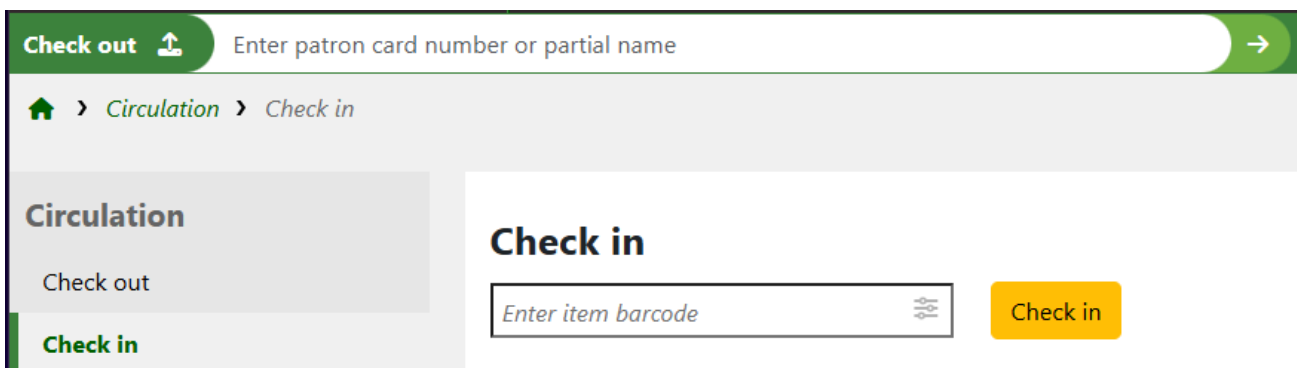 Check out Enter patron card number or partial name
Circulation Check in
Circulation
Check out
Check in
Check in
Enter item barcode Check in